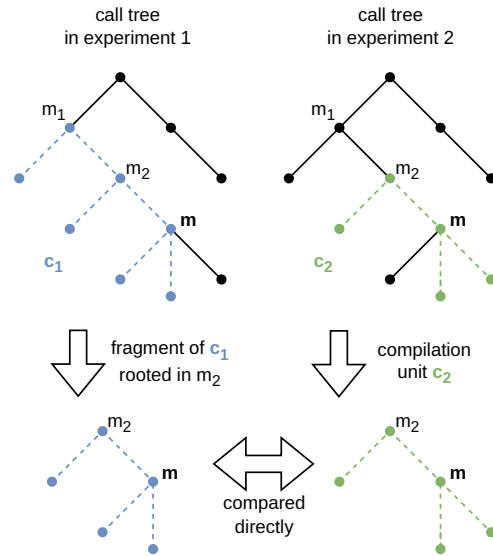 call tree
in experiment 1
call tree
in experiment 2
m1
m1
m2
m2
m
m
c1
c2
fragment of c1
rooted in m2
compilation
unit c2
m2
m2
m
m
compared
directly